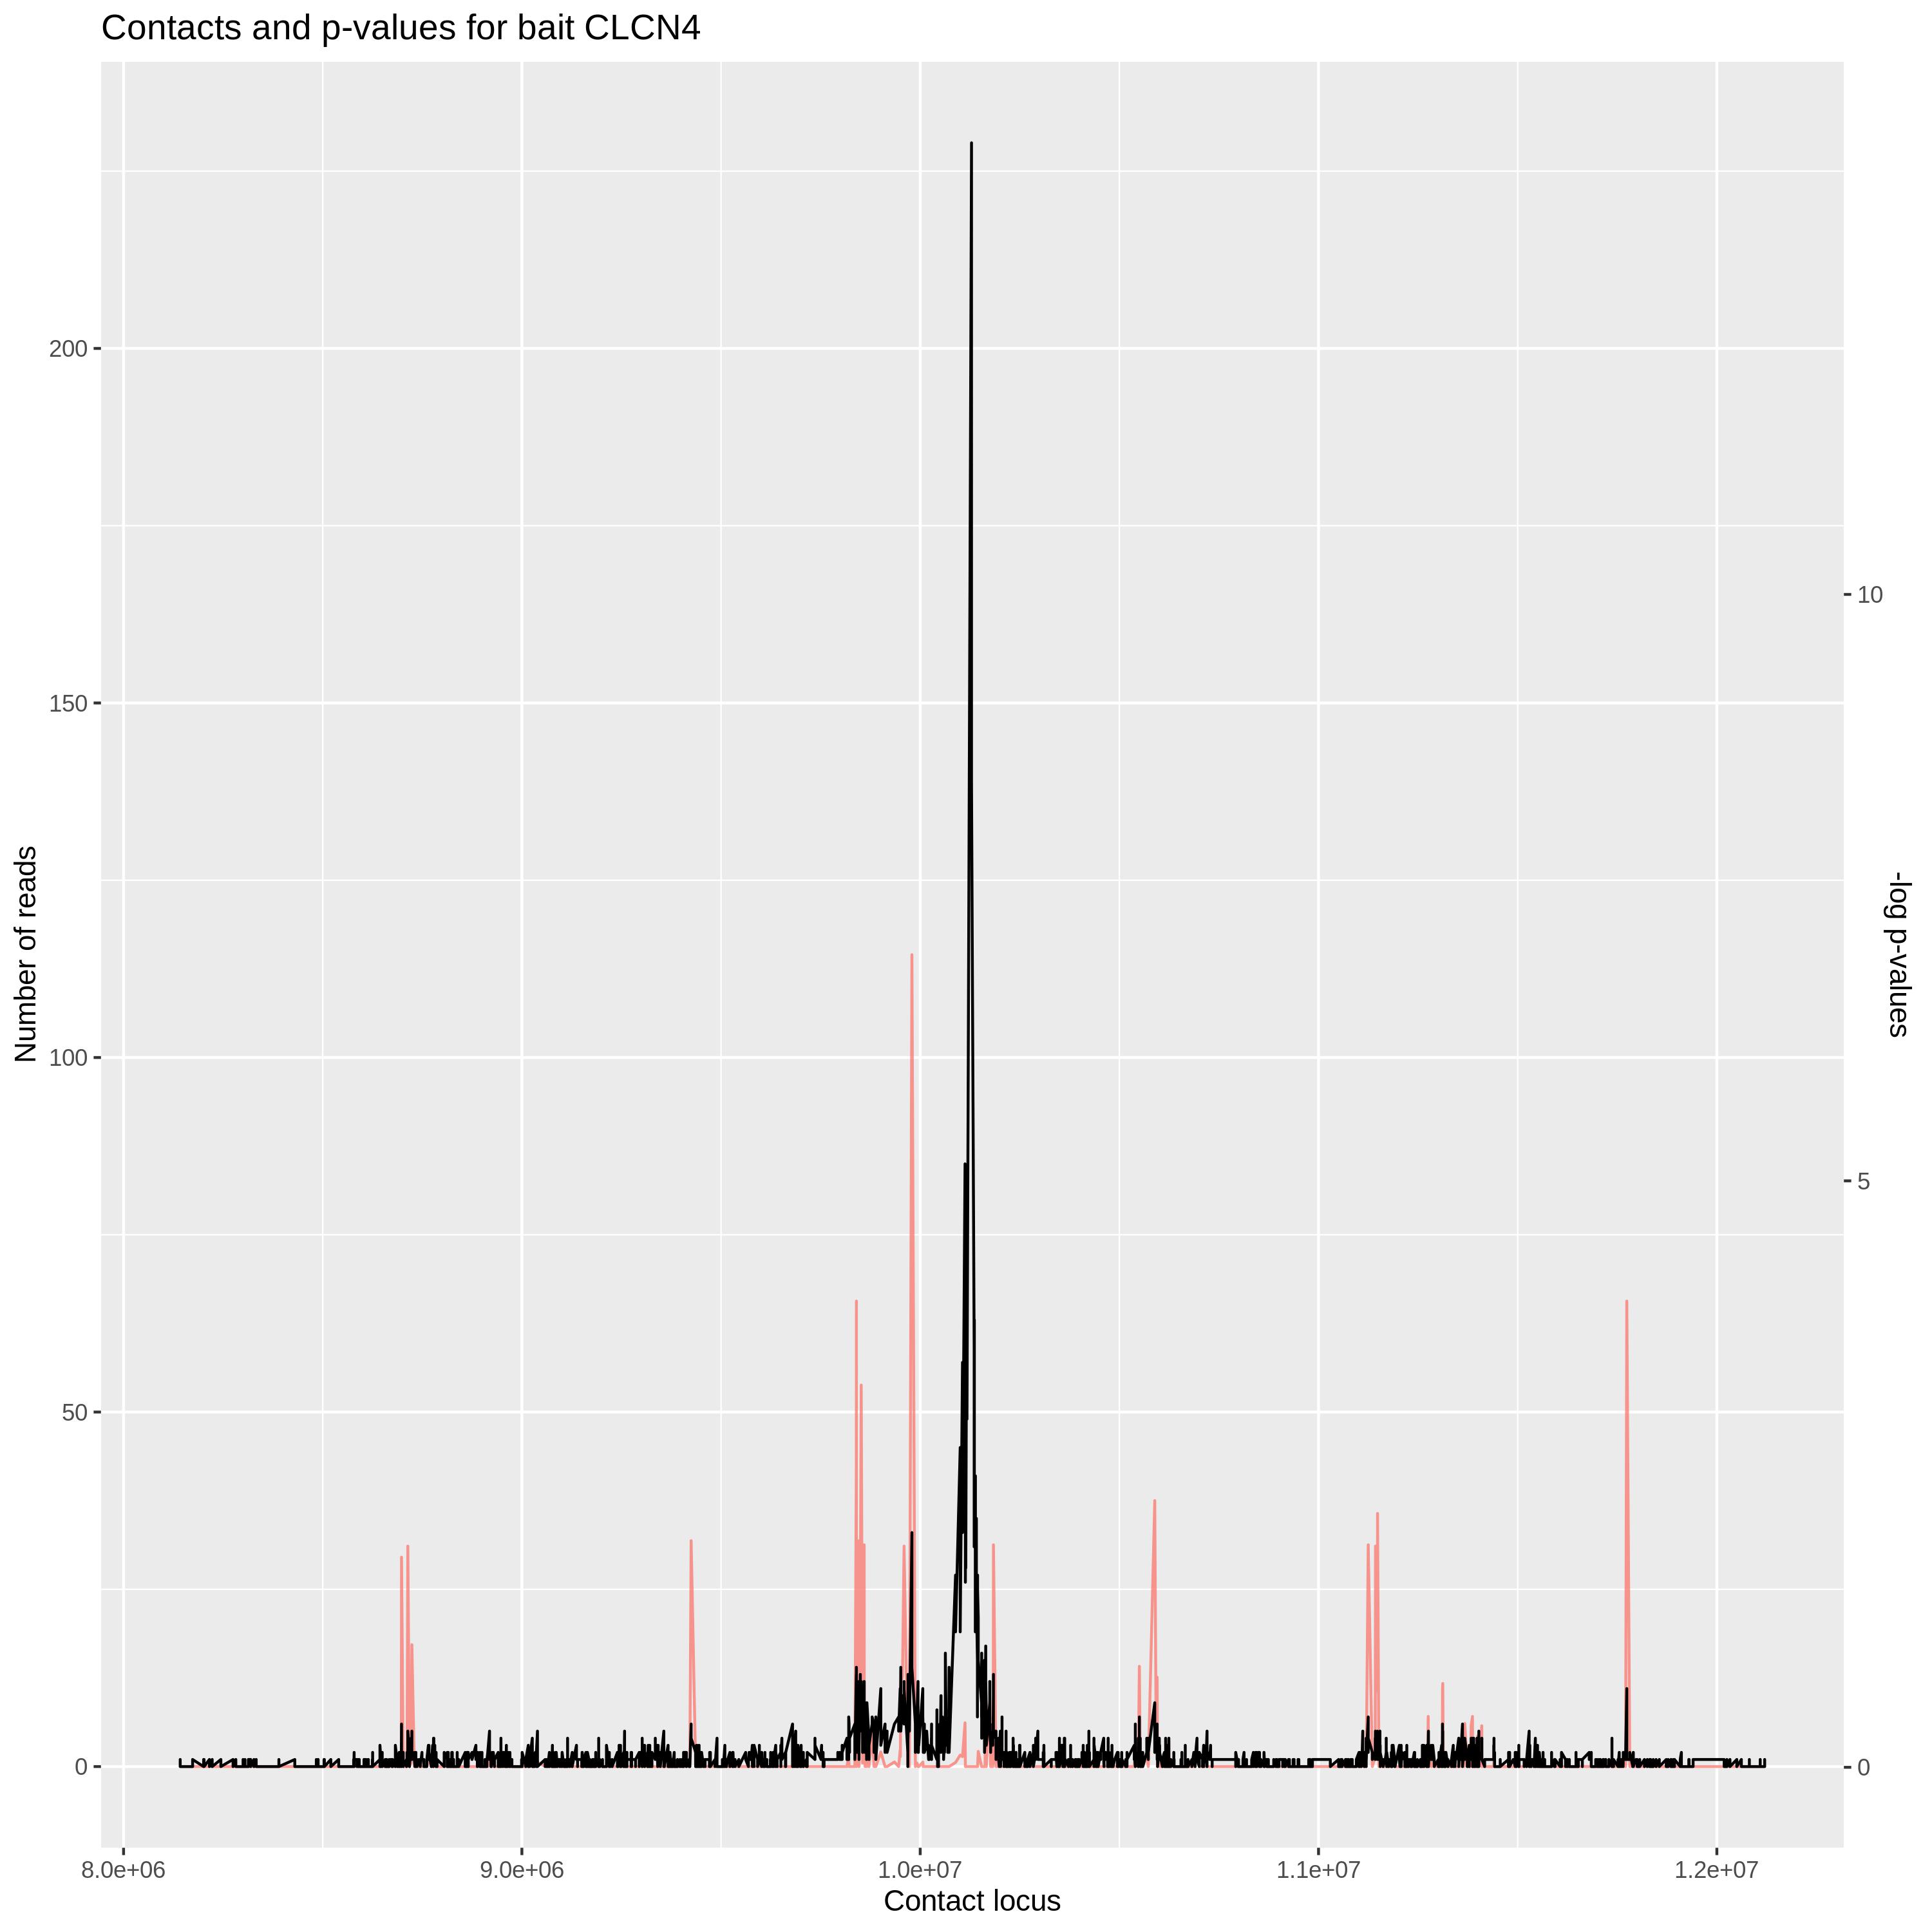 Contacts and p-values for bait CLCN4
Number of reads
200
150
100
50
0
10
5
0
-log p-values
8.0e+06
9.0e+06
1.0e+07
1.1e+07
1.2e+07
Contact locus